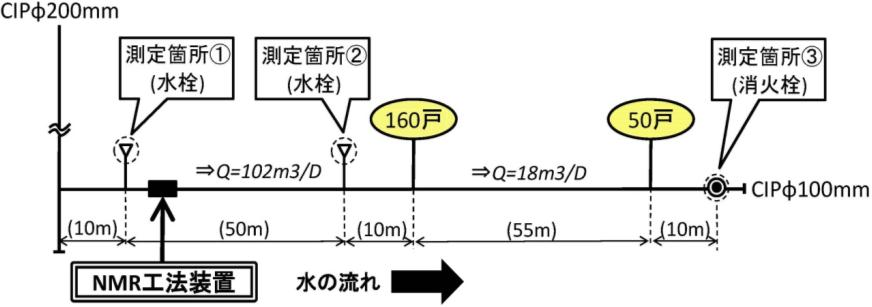 CIPφ200mm
測定箇所①
(水栓)
測定箇所②
(水栓)
測定箇所③
(消火栓)
160戸
50戸
⇒Q=102m3/D
⇒Q=18m3/D
CIPφ100mm
(10m)
(50m)
(10m)
(55m)
(10m)
NMR工法装置
水の流れ